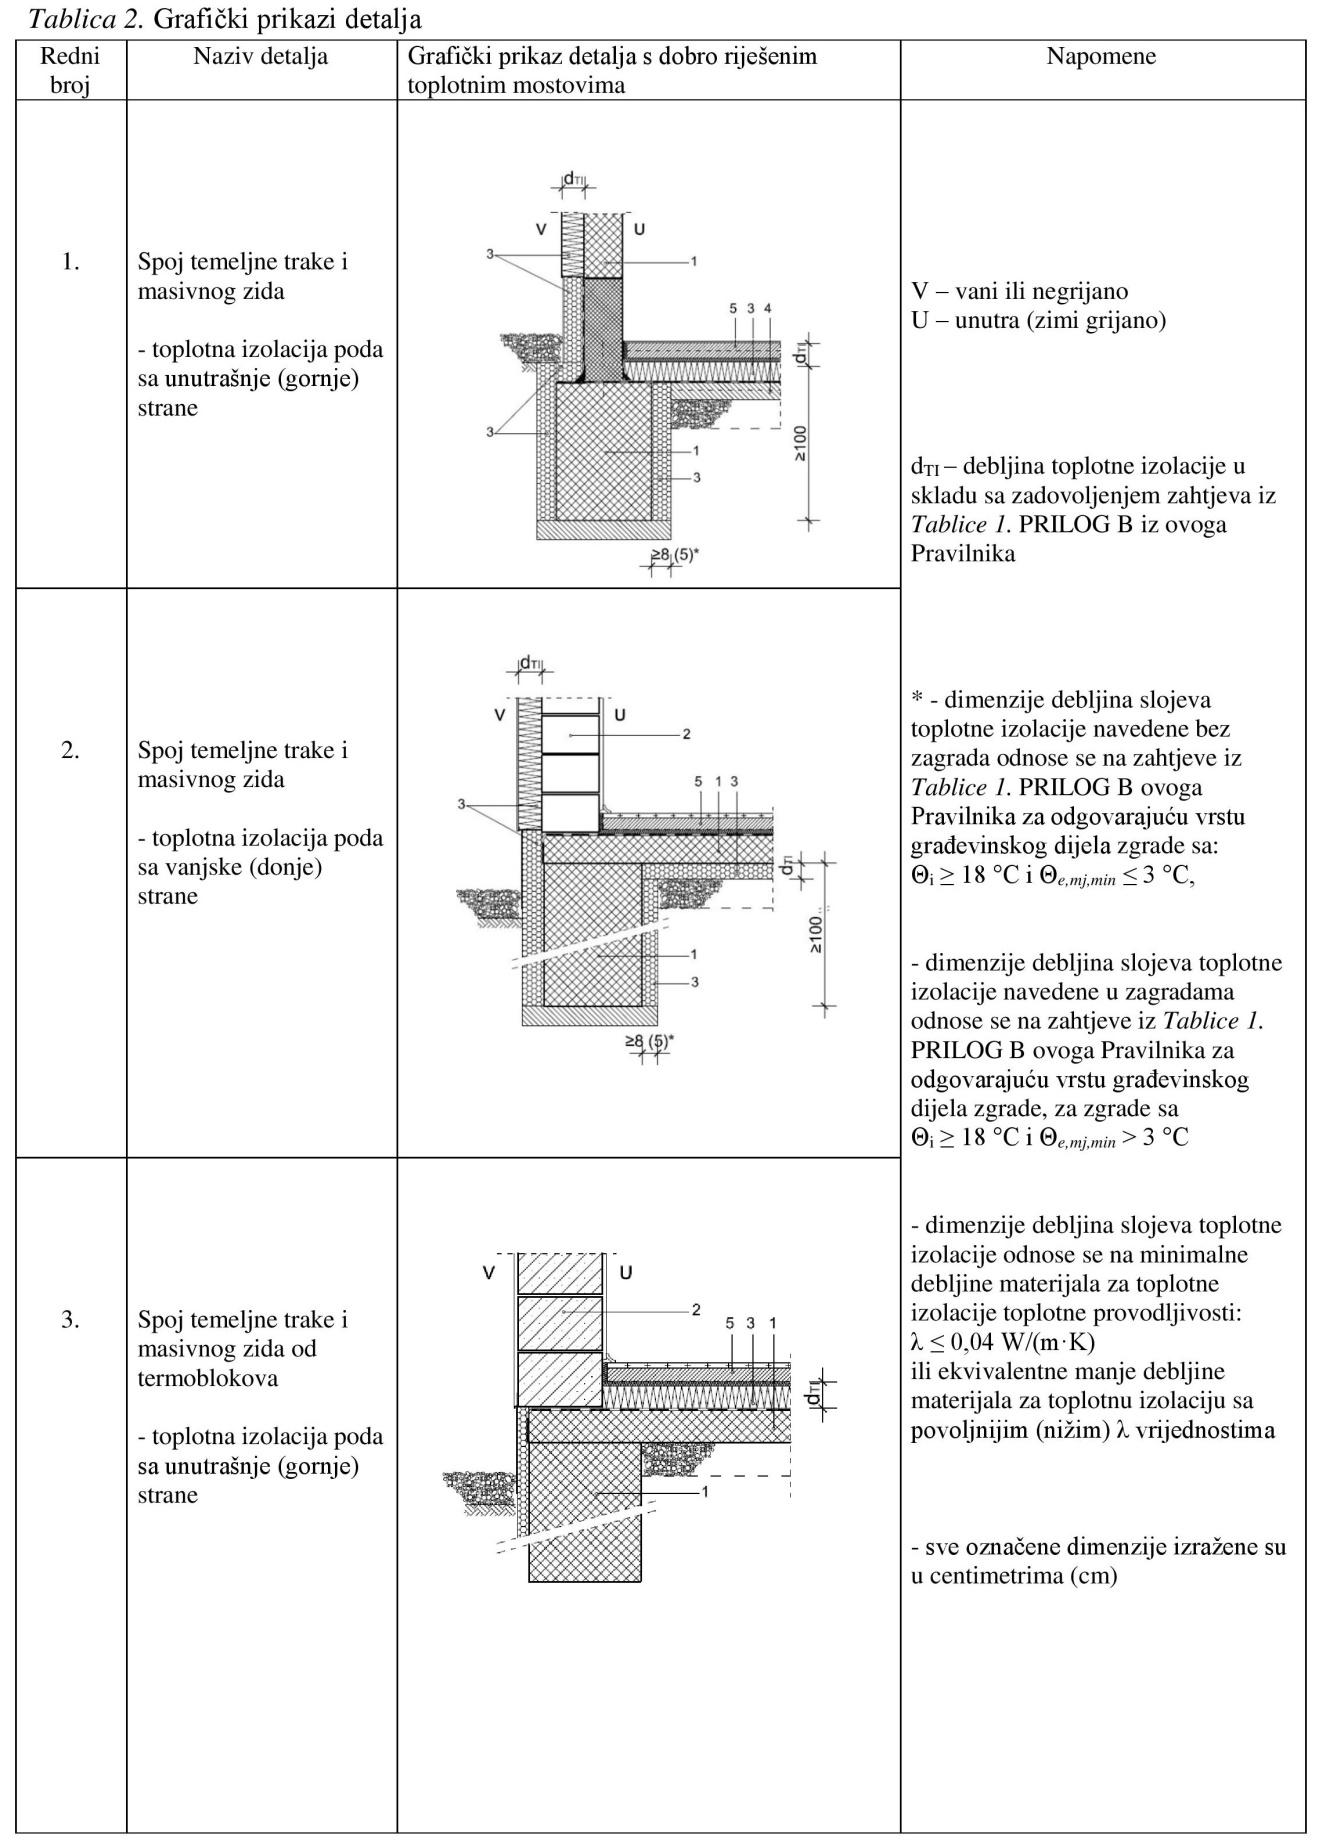 Tablica 2. Grafički prikazi detalja
Redni
broj
Naziv detalja
Grafički prikaz detalja s dobro riješenim
toplotnim mostovima
Napomene
1.
Spoj temeljne trake i
masivnog zida
- toplotna izolacija poda
sa unutrašnje (gornje)
strane
dTI
V
U
3
1
5 3 4
dTI
3
≥100
1
3
≥8 (5)*
2.
Spoj temeljne trake i
masivnog zida
- toplotna izolacija poda
sa vanjske (donje)
strane
dTI
V
U
2
5 1 3
3
dTI
≥100
1
3
≥8 (5)*
3.
Spoj temeljne trake i
masivnog zida od
termoblokova
- toplotna izolacija poda
sa unutrašnje (gornje)
strane
V
U
2
5 3 1
dTI
1
V – vani ili negrijano
U – unutra (zimi grijano)
dTI – debljina toplotne izolacije u
skladu sa zadovoljenjem zahtjeva iz
Tablice 1. PRILOG B iz ovoga
Pravilnika
* - dimenzije debljina slojeva
toplotne izolacije navedene bez
zagrada odnose se na zahtjeve iz
Tablice 1. PRILOG B ovoga
Pravilnika za odgovarajuću vrstu
građevinskog dijela zgrade sa:
Θi ≥ 18 °C i Θe,mj,min ≤ 3 °C,
- dimenzije debljina slojeva toplotne
izolacije navedene u zagradama
odnose se na zahtjeve iz Tablice 1.
PRILOG B ovoga Pravilnika za
odgovarajuću vrstu građevinskog
dijela zgrade, za zgrade sa
Θi ≥ 18 °C i Θe,mj,min > 3 °C
- dimenzije debljina slojeva toplotne
izolacije odnose se na minimalne
debljine materijala za toplotne
izolacije toplotne provodljivosti:
λ ≤ 0,04 W/(m·K)
ili ekvivalentne manje debljine
materijala za toplotnu izolaciju sa
povoljnijim (nižim) λ vrijednostima
- sve označene dimenzije izražene su
u centimetrima (cm)